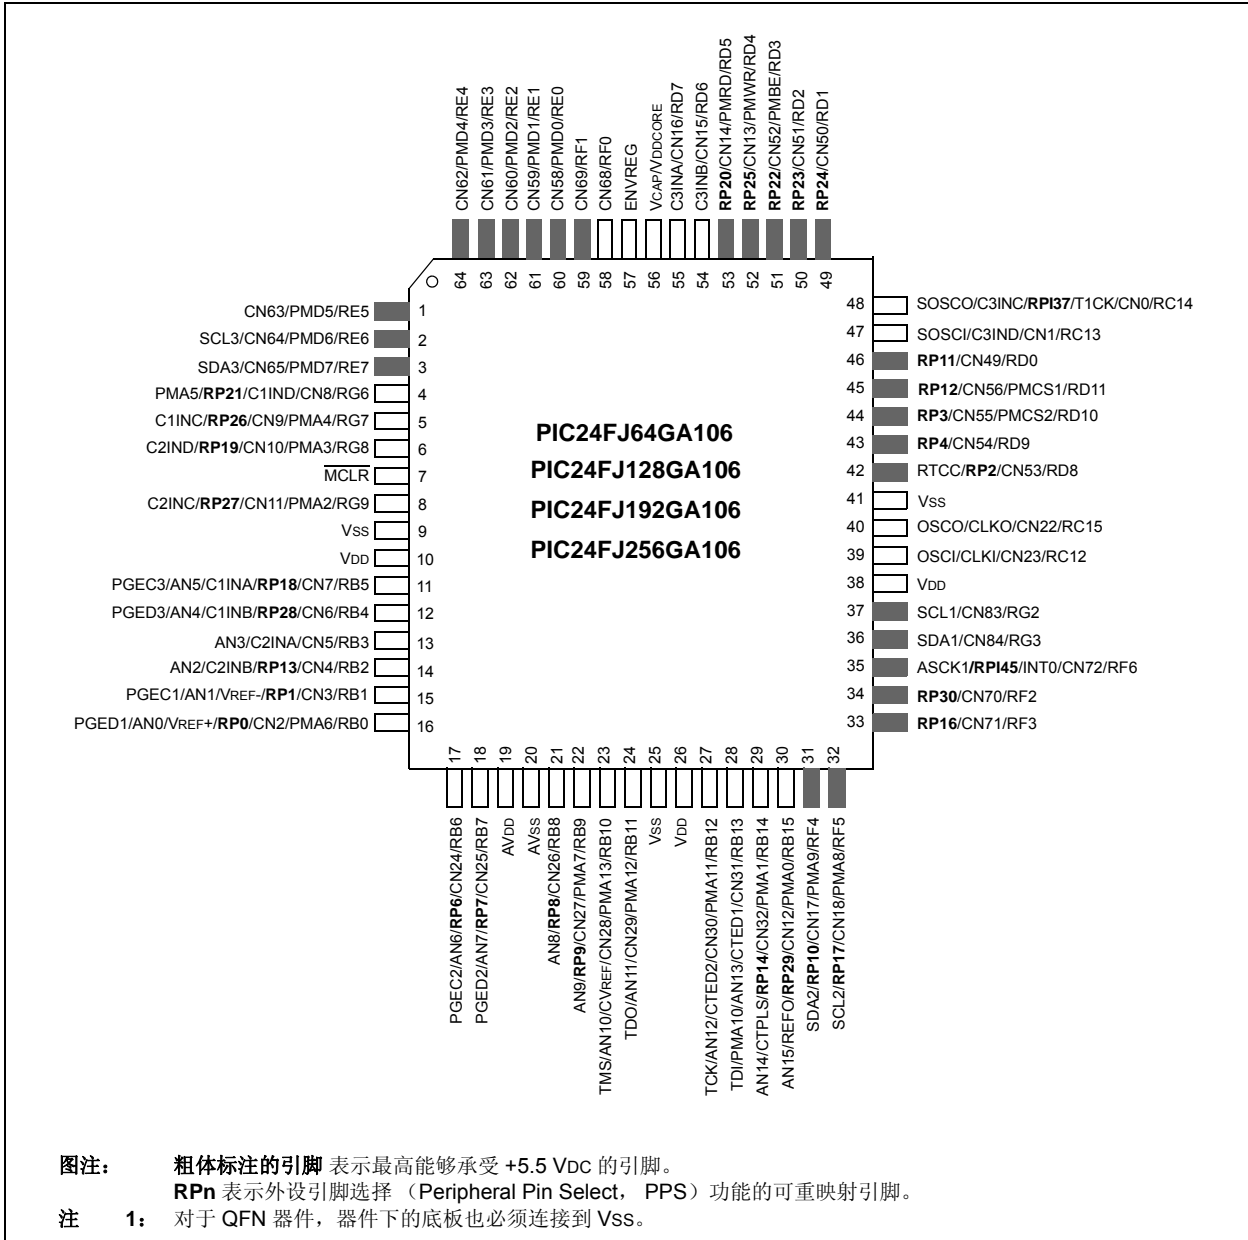 CN62/PMD4/RE4
CN61/PMD3/RE3
CN60/PMD2/RE2
CN59/PMD1/RE1
CN58/PMD0/RE0
CN69/RF1
CN68/RF0
ENVREG
VCAP/VDDCORE
C3INA/CN16/RD7
C3INB/CN15/RD6
RP20/CN14/PMRD/RD5
RP25/CN13/PMWR/RD4
RP22/CN52/PMBE/RD3
RP23/CN51/RD2
RP24/CN50/RD1
64 63 62 61 60 59 58 57 56 55 54 53 52 51 50 49
CN63/PMD5/RE5 1
SCL3/CN64/PMD6/RE6 2
SDA3/CN65/PMD7/RE7 3
PMA5/RP21/C1IND/CN8/RG6 4
C1INC/RP26/CN9/PMA4/RG7 5
C2IND/RP19/CN10/PMA3/RG8 6
MCLR 7
C2INC/RP27/CN11/PMA2/RG9 8
VSS 9
VDD 10
PGEC3/AN5/C1INA/RP18/CN7/RB5 11
PGED3/AN4/C1INB/RP28/CN6/RB4 12
AN3/C2INA/CN5/RB3 13
AN2/C2INB/RP13/CN4/RB2 14
PGEC1/AN1/VREF-/RP1/CN3/RB1 15
PGED1/AN0/VREF+/RP0/CN2/PMA6/RB0 16
PIC24FJ64GA106
PIC24FJ128GA106
PIC24FJ192GA106
PIC24FJ256GA106
48 SOSCO/C3INC/RPI37/T1CK/CN0/RC14
47 SOSCI/C3IND/CN1/RC13
46 RP11/CN49/RD0
45 RP12/CN56/PMCS1/RD11
44 RP3/CN55/PMCS2/RD10
43 RP4/CN54/RD9
42 RTCC/RP2/CN53/RD8
41 VSS
40 OSCO/CLKO/CN22/RC15
39 OSCI/CLKI/CN23/RC12
38 VDD
37 SCL1/CN83/RG2
36 SDA1/CN84/RG3
35 ASCK1/RPI45/INT0/CN72/RF6
34 RP30/CN70/RF2
33 RP16/CN71/RF3
17 18 19 20 21 22 23 24 25 26 27 28 29 30 31 32
PGEC2/AN6/RP6/CN24/RB6
PGED2/AN7/RP7/CN25/RB7
AVDD
AVSS
AN8/RP8/CN26/RB8
AN9/RP9/CN27/PMA7/RB9
TMS/AN10/CVREF/CN28/PMA13/RB10
TDO/AN11/CN29/PMA12/RB11
VSS
VDD
TCK/AN12/CTED2/CN30/PMA11/RB12
TDI/PMA10/AN13/CTED1/CN31/RB13
AN14/CTPLS/RP14/CN32/PMA1/RB14
AN15/REFO/RP29/CN12/PMA0/RB15
SDA2/RP10/CN17/PMA9/RF4
SCL2/RP17/CN18/PMA8/RF5
图注： 粗体标注的引脚 表示最高能够承受 +5.5 VDC 的引脚。
RPn 表示外设引脚选择 （Peripheral Pin Select， PPS）功能的可重映射引脚。
注 1： 对于 QFN 器件，器件下的底板也必须连接到 VSS。